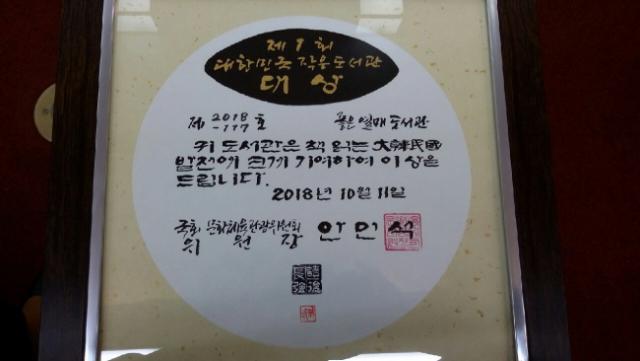 제1회
대한민국 작은도서관
대상
제 2018-117 호 좋은열매 도서관
귀 도서관은 책 읽는 大韓民國
발전에 크게 기여하여 이 상을
드립니다.
2018년 10월 11일
국회 문화체육관광위원회
위원장 안민석